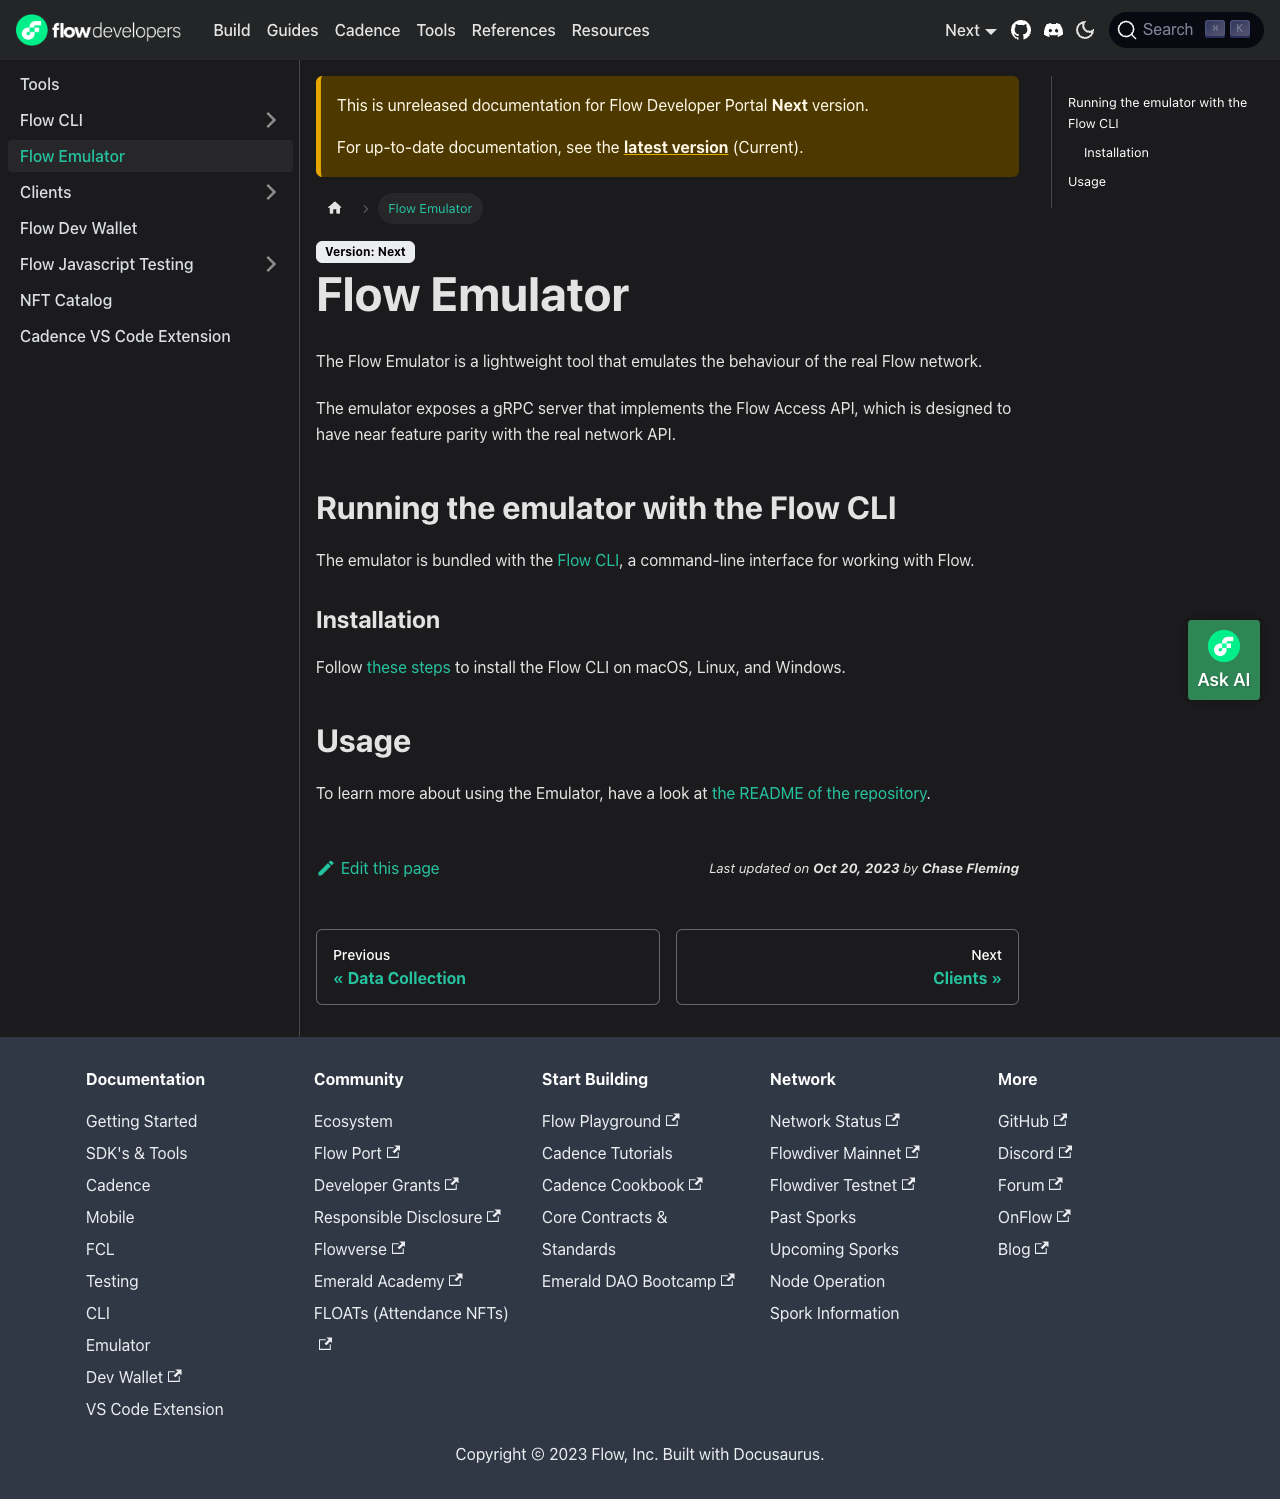 flowdevelopers
Build Guides Cadence Tools References Resources
Next
Search ⌘ K
Tools
Flow CLI
Flow Emulator
Clients
Flow Dev Wallet
Flow Javascript Testing
NFT Catalog
Cadence VS Code Extension
This is unreleased documentation for Flow Developer Portal Next version.
For up-to-date documentation, see the latest version (Current).
Flow Emulator
Version: Next
Flow Emulator
The Flow Emulator is a lightweight tool that emulates the behaviour of the real Flow network.
The emulator exposes a gRPC server that implements the Flow Access API, which is designed to
have near feature parity with the real network API.
Running the emulator with the Flow CLI
The emulator is bundled with the Flow CLI, a command-line interface for working with Flow.
Installation
Follow these steps to install the Flow CLI on macOS, Linux, and Windows.
Usage
To learn more about using the Emulator, have a look at the README of the repository.
Edit this page
Last updated on Oct 20, 2023 by Chase Fleming
Previous
« Data Collection
Next
Clients »
Running the emulator with the
Flow CLI
Installation
Usage
Ask AI
Documentation
Getting Started
SDK's & Tools
Cadence
Mobile
FCL
Testing
CLI
Emulator
Dev Wallet
VS Code Extension
Community
Ecosystem
Flow Port
Developer Grants
Responsible Disclosure
Flowverse
Emerald Academy
FLOATs (Attendance NFTs)
Start Building
Flow Playground
Cadence Tutorials
Cadence Cookbook
Core Contracts &
Standards
Emerald DAO Bootcamp
Network
Network Status
Flowdiver Mainnet
Flowdiver Testnet
Past Sporks
Upcoming Sporks
Node Operation
Spork Information
More
GitHub
Discord
Forum
OnFlow
Blog
Copyright © 2023 Flow, Inc. Built with Docusaurus.